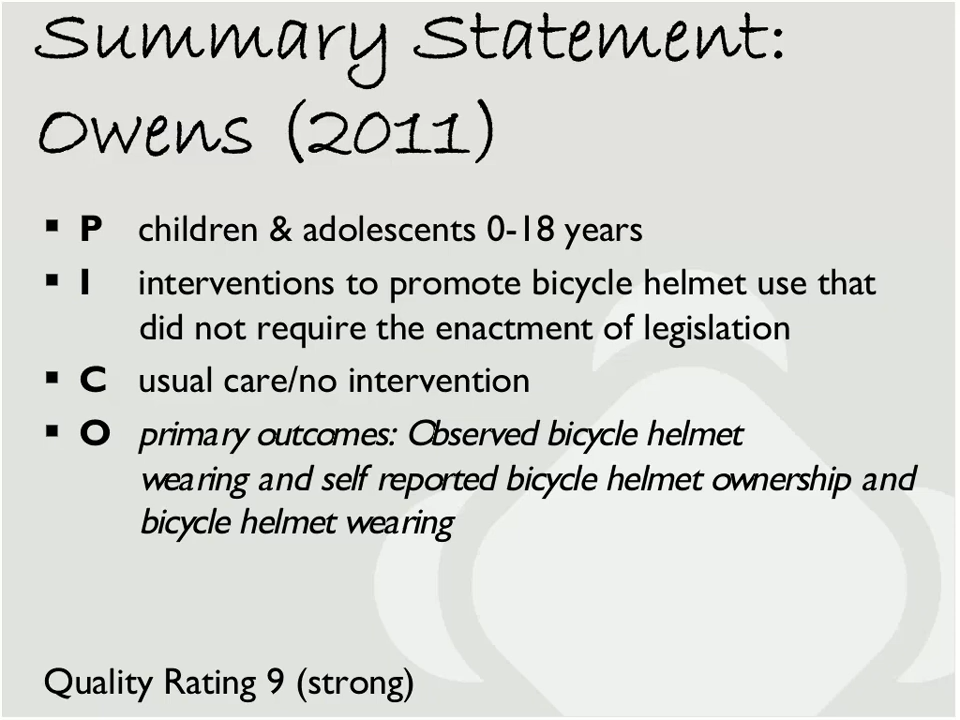 Summary Statement:
Owens (2011)
▪ P children & adolescents 0-18 years
▪ I interventions to promote bicycle helmet use that
did not require the enactment of legislation
▪ C usual care/no intervention
▪ O primary outcomes: Observed bicycle helmet
wearing and self reported bicycle helmet ownership and
bicycle helmet wearing
Quality Rating 9 (strong)